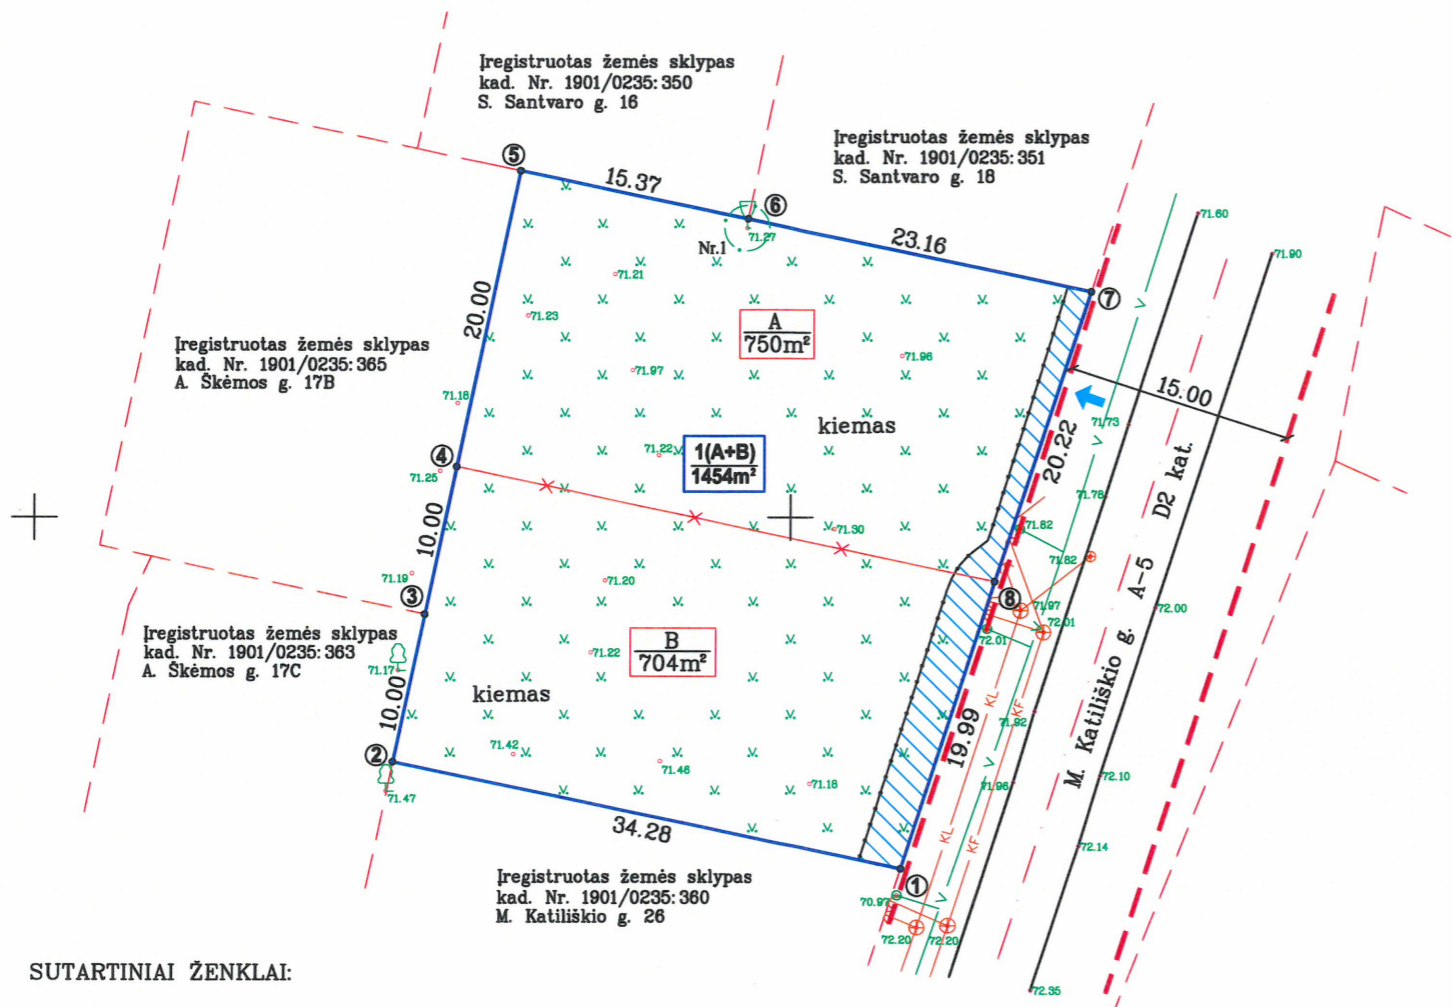 Įregistruotas žemės sklypas
kad. Nr. 1901/0235:350
S. Santvaro g. 16
Įregistruotas žemės sklypas
kad. Nr. 1901/0235:351
S. Santvaro g. 18
5
15.37
6
71.27
Nr.1
23.16
7
71.60
71.90
71.21
71.23
20.00
A
750m²
71.96
71.97
Įregistruotas žemės sklypas
kad. Nr. 1901/0235:365
A. Škėmos g. 17B
71.18
15.00
71.73
kiemas
20.22
4
71.25
71.22
1(A+B)
1454m²
D2 kat.
71.78
10.00
71.30
71.82
71.82
A-5
71.19
3
71.20
8
71.97
72.01
72.01
72.00
Įregistruotas žemės sklypas
kad. Nr. 1901/0235:363
A. Škėmos g. 17C
71.17
10.00
71.22
B
704m²
kiemas
KL
KF
71.92
M. Katiliškio g.
19.99
2
71.47
71.42
71.46
71.18
71.96
72.10
34.28
KL
KF
72.14
Įregistruotas žemės sklypas
kad. Nr. 1901/0235:360
M. Katiliškio g. 26
1
70.97
72.20
72.20
72.35
SUTARTINIAI ŽENKLAI: